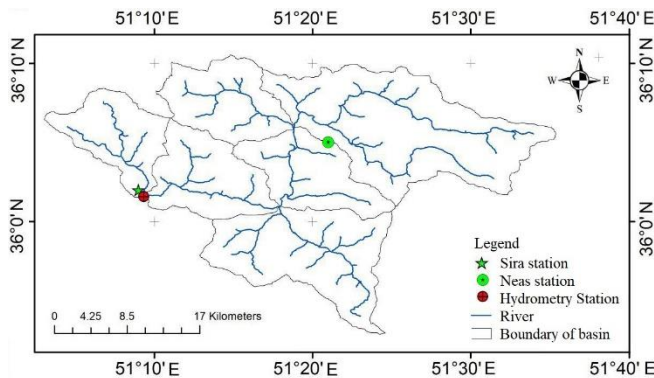 51°10' E 51°20' E 51°30' E 51°40' E
36°10' N 36°10' N
N
W E
S
36°0' N 36°0' N
Legend
Sira station
Neas station
Hydrometry Station
River
Boundary of basin
0 4.25 8.5 17 Kilometers
51°10' E 51°20' E 51°30' E 51°40' E